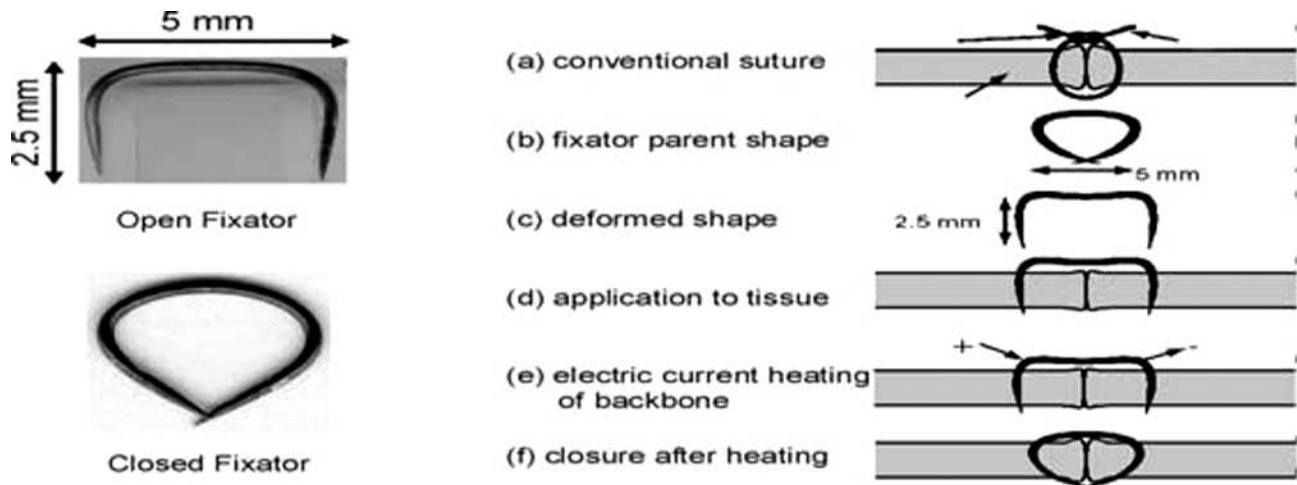 5 mm
2.5 mm
Open Fixator
Closed Fixator
(a) conventional suture
(b) fixator parent shape
5 mm
(c) deformed shape
2.5 mm
(d) application to tissue
(e) electric current heating
of backbone
+ -
(f) closure after heating